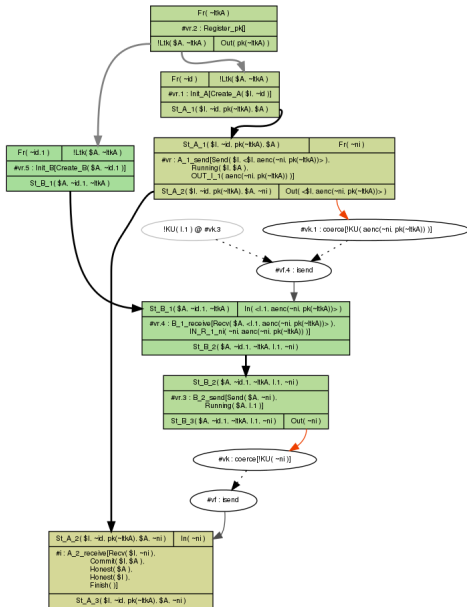 Fr( ~ltkA )
#vr.2 : Register_pk[]
!Ltk( $A, ~ltkA ) Out( pk(~ltkA) )
Fr( ~id ) !Ltk( $A, ~ltkA )
#vr.1 : Init_A[Create_A( $I, ~id )]
St_A_1( $I, ~id, pk(~ltkA), $A )
St_A_1( $I, ~id, pk(~ltkA), $A ) Fr( ~ni )
#vr : A_1_send[Send( $I, <$I, aenc(~ni, pk(~ltkA))> ),
Running( $I, $A ),
OUT_I_1( aenc(~ni, pk(~ltkA)) )]
St_A_2( $I, ~id, pk(~ltkA), $A, ~ni ) Out( <$I, aenc(~ni, pk(~ltkA))> )
Fr( ~id.1 ) !Ltk( $A, ~ltkA )
#vr.5 : Init_B[Create_B( $A, ~id.1 )]
St_B_1( $A, ~id.1, ~ltkA )
!KU( I.1 ) @ #vk.3
#vk.1 : coerce[!KU( aenc(~ni, pk(~ltkA)) )]
#vf.4 : isend
St_B_1( $A, ~id.1, ~ltkA ) In( <I.1, aenc(~ni, pk(~ltkA))> )
#vr.4 : B_1_receive[Recv( $A, <I.1, aenc(~ni, pk(~ltkA))> ),
IN_R_1_ni( ~ni, aenc(~ni, pk(~ltkA)) )]
St_B_2( $A, ~id.1, ~ltkA, I.1, ~ni )
St_B_2( $A, ~id.1, ~ltkA, I.1, ~ni )
#vr.3 : B_2_send[Send( $A, ~ni ),
Running( $A, I.1 )]
St_B_3( $A, ~id.1, ~ltkA, I.1, ~ni ) Out( ~ni )
#vk : coerce[!KU( ~ni )]
#vf : isend
St_A_2( $I, ~id, pk(~ltkA), $A, ~ni ) In( ~ni )
#i : A_2_receive[Recv( $I, ~ni ),
Commit( $I, $A ),
Honest( $A ),
Honest( $I ),
Finish( )]
St_A_3( $I, ~id, pk(~ltkA), $A, ~ni )